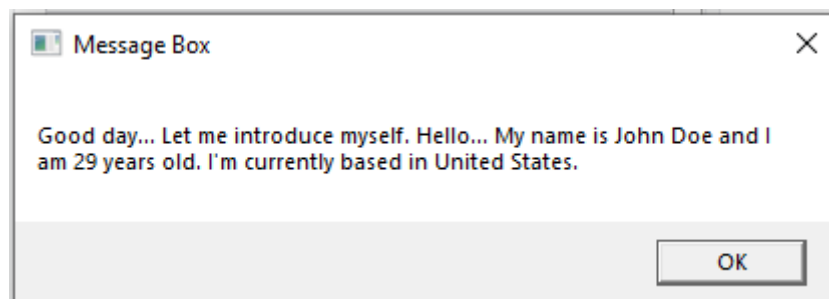 Message Box
Good day... Let me introduce myself. Hello... My name is John Doe and I
am 29 years old. I'm currently based in United States.
OK